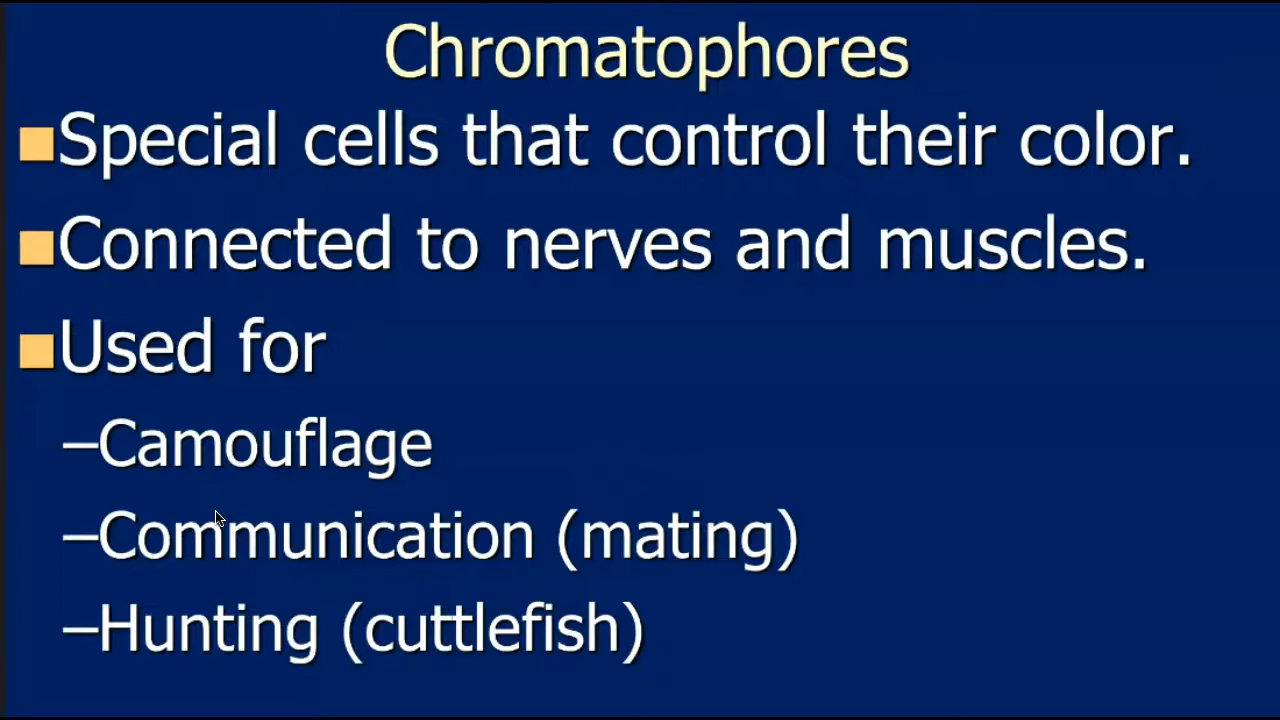 Chromatophores
Special cells that control their color.
Connected to nerves and muscles.
Used for
–Camouflage
–Communication (mating)
–Hunting (cuttlefish)